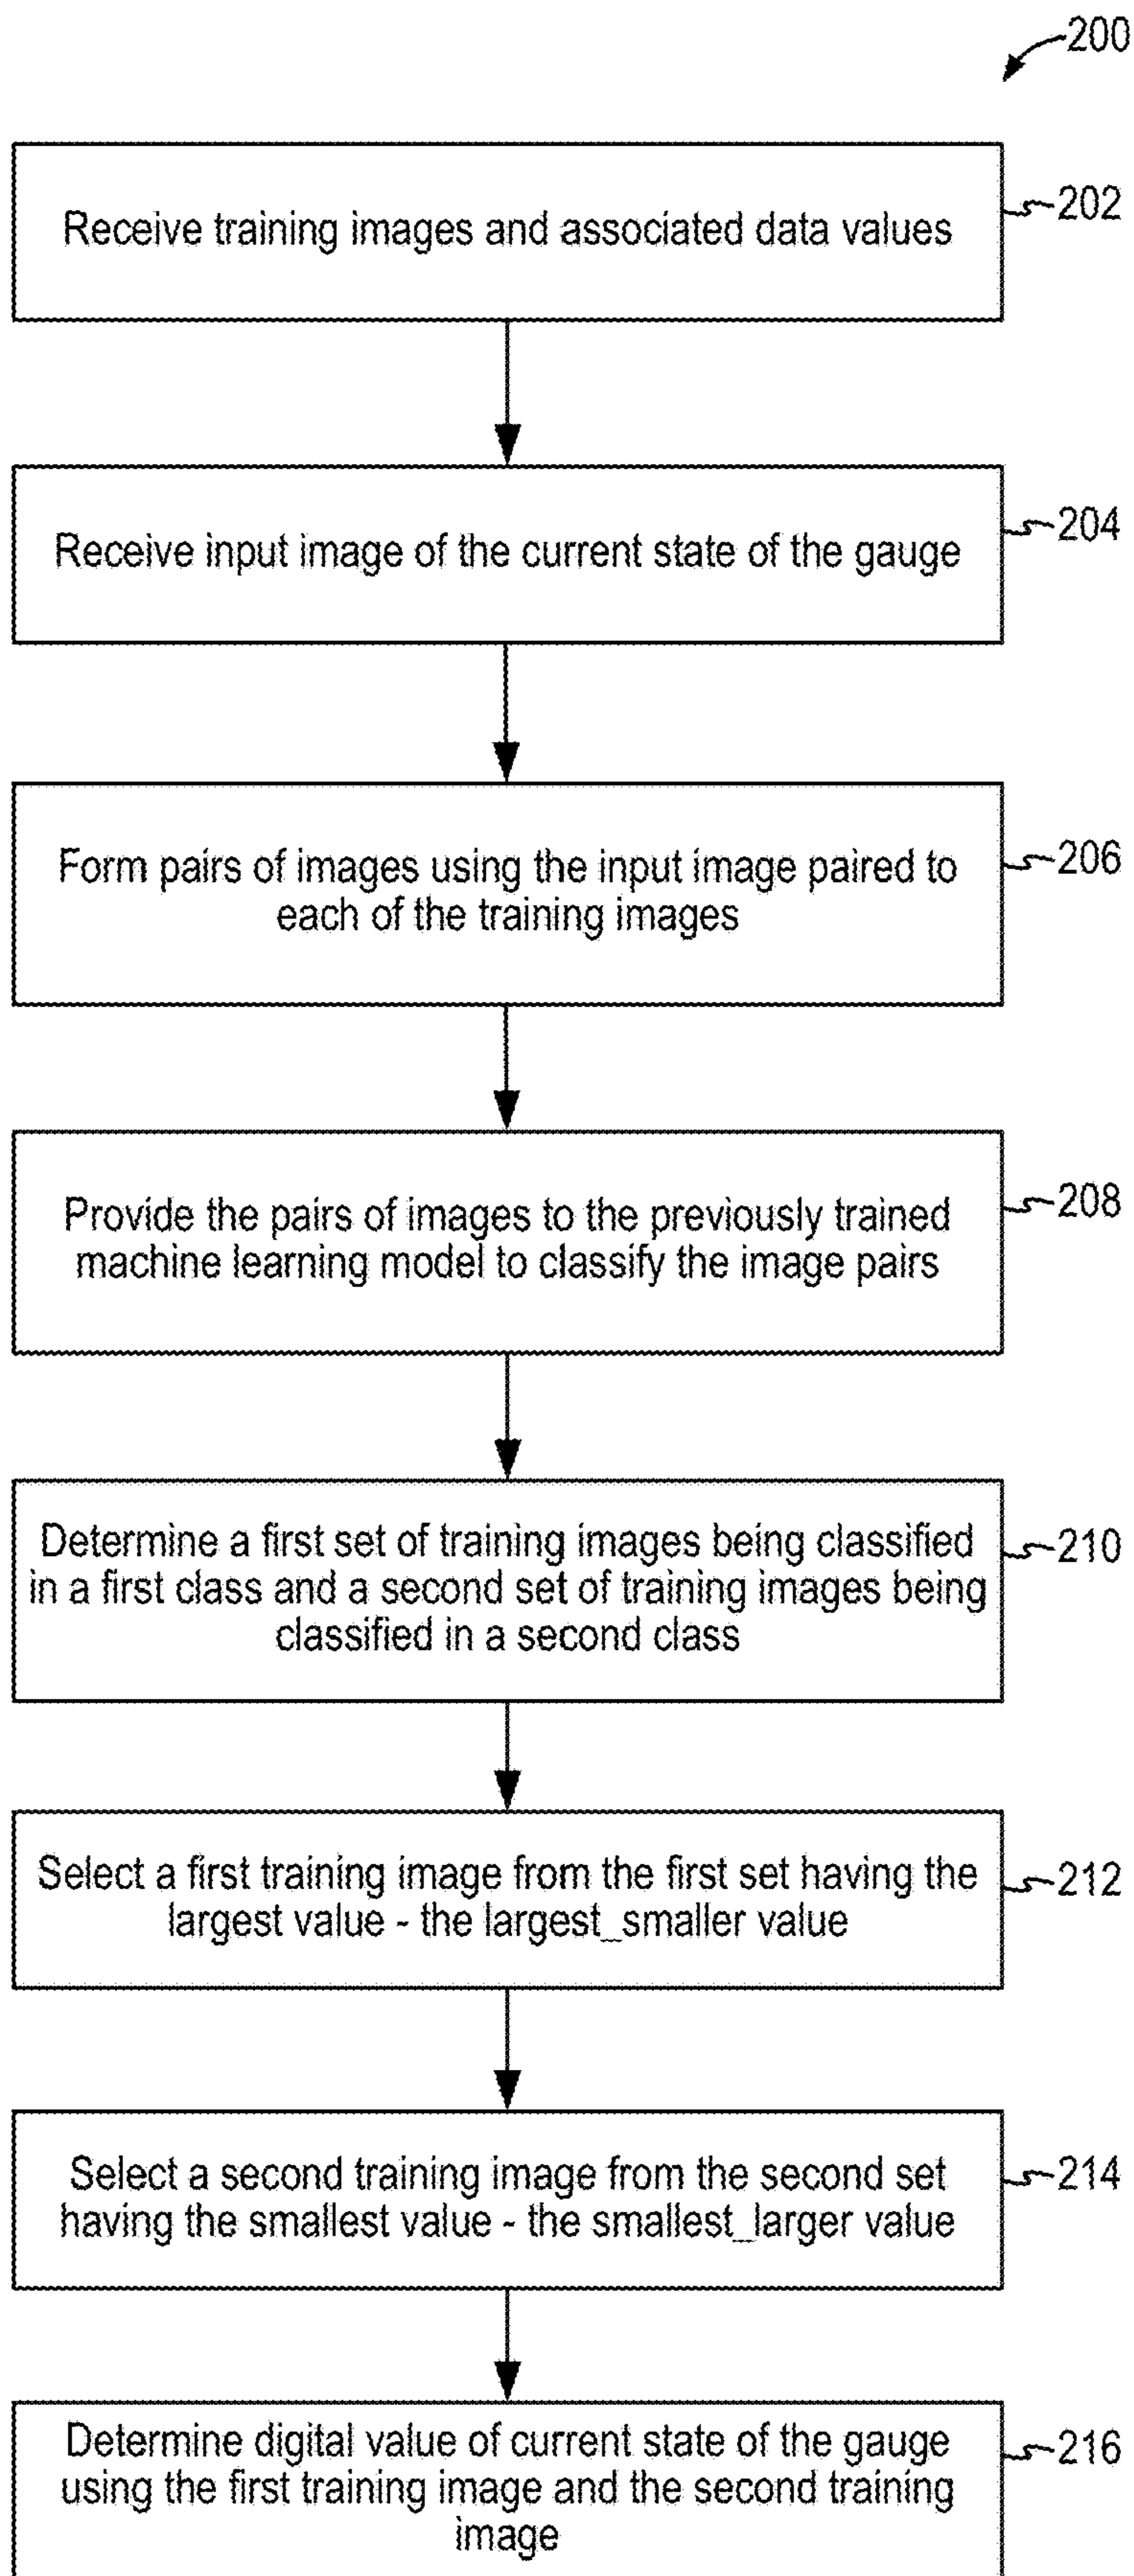 200
Receive training images and associated data values
202
Receive input image of the current state of the gauge
204
Form pairs of images using the input image paired to
each of the training images
206
Provide the pairs of images to the previously trained
machine learning model to classify the image pairs
208
Determine a first set of training images being classified
in a first class and a second set of training images being
classified in a second class
210
Select a first training image from the first set having the
largest value - the largest_smaller value
212
Select a second training image from the second set
having the smallest value - the smallest_larger value
214
Determine digital value of current state of the gauge
using the first training image and the second training
image
216